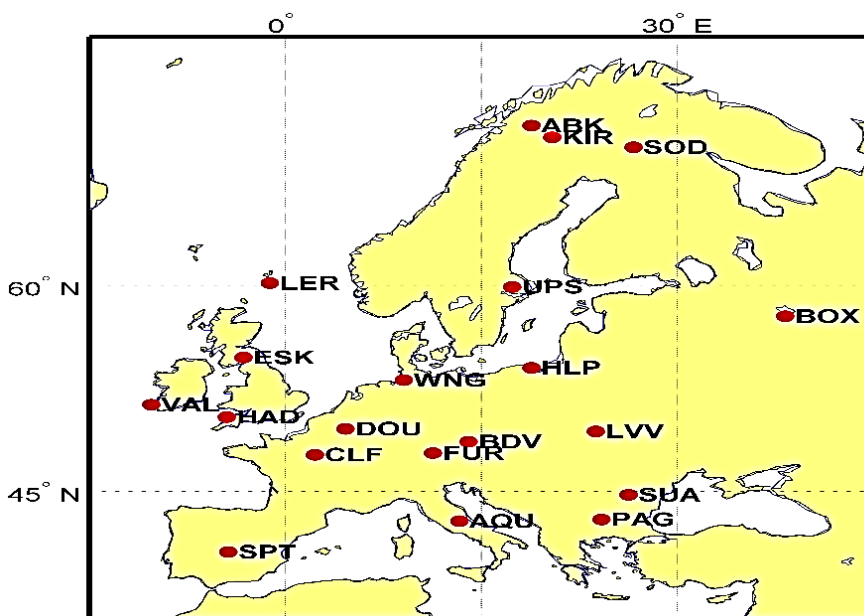 0°
30° E
ABK
KIR
SOD
LER
60° N
UPS
BOX
ESK
HLP
WNG
VAL
HAD
DOU
LVV
BDV
CLF
FUR
45° N
SUA
PAG
AQU
SPT